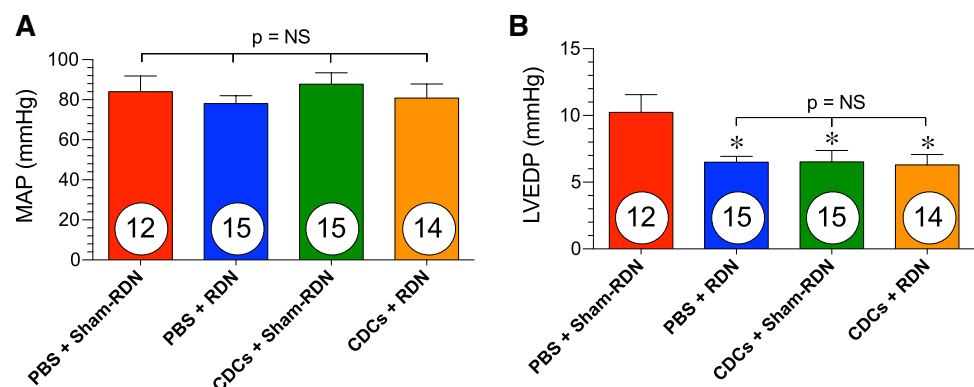 A
p = NS
MAP (mmHg)
100
80
60
40
20
0
12
15
15
14
PBS + Sham-RDN
PBS + RDN
CDCs + Sham-RDN
CDCs + RDN
B
p = NS
LVEDP (mmHg)
15
10
5
0
*
*
*
12
15
15
14
PBS + Sham-RDN
PBS + RDN
CDCs + Sham-RDN
CDCs + RDN